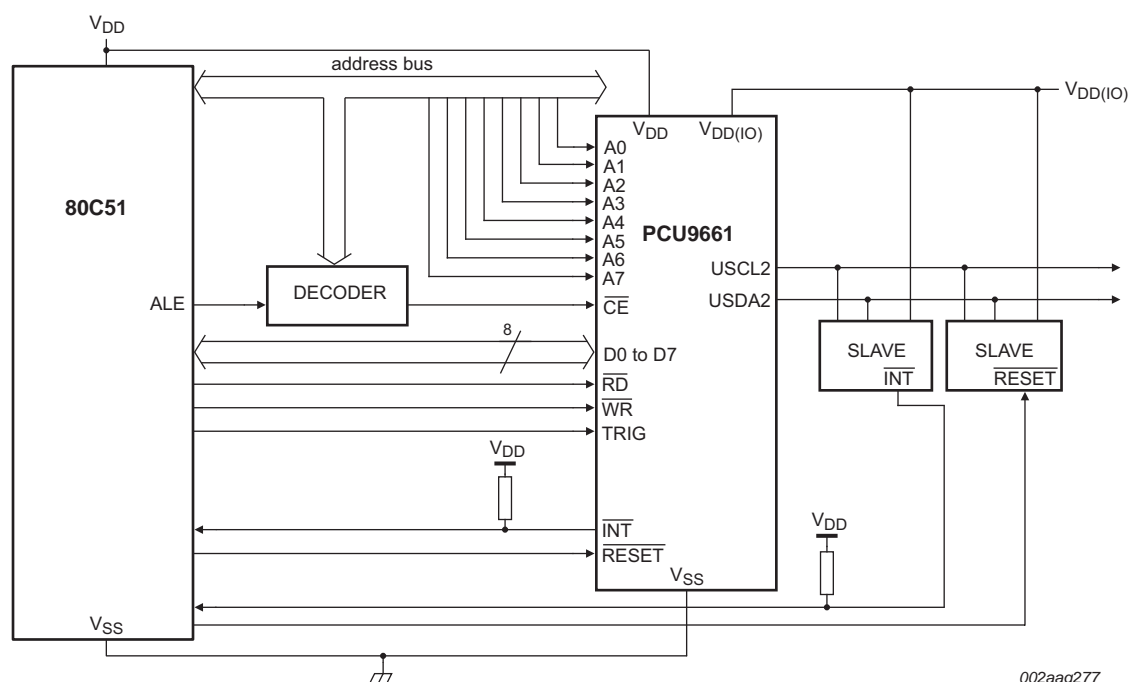 VDD
address bus
VDD(IO)
VDD
VDD(IO)
A0
A1
A2
A3
A4
A5
A6
A7
80C51
PCU9661
USCL2
USDA2
ALE
DECODER
CE
SLAVE
INT
SLAVE
RESET
8
D0 to D7
RD
WR
TRIG
VDD
INT
VDD
RESET
VSS
VSS
002aag277